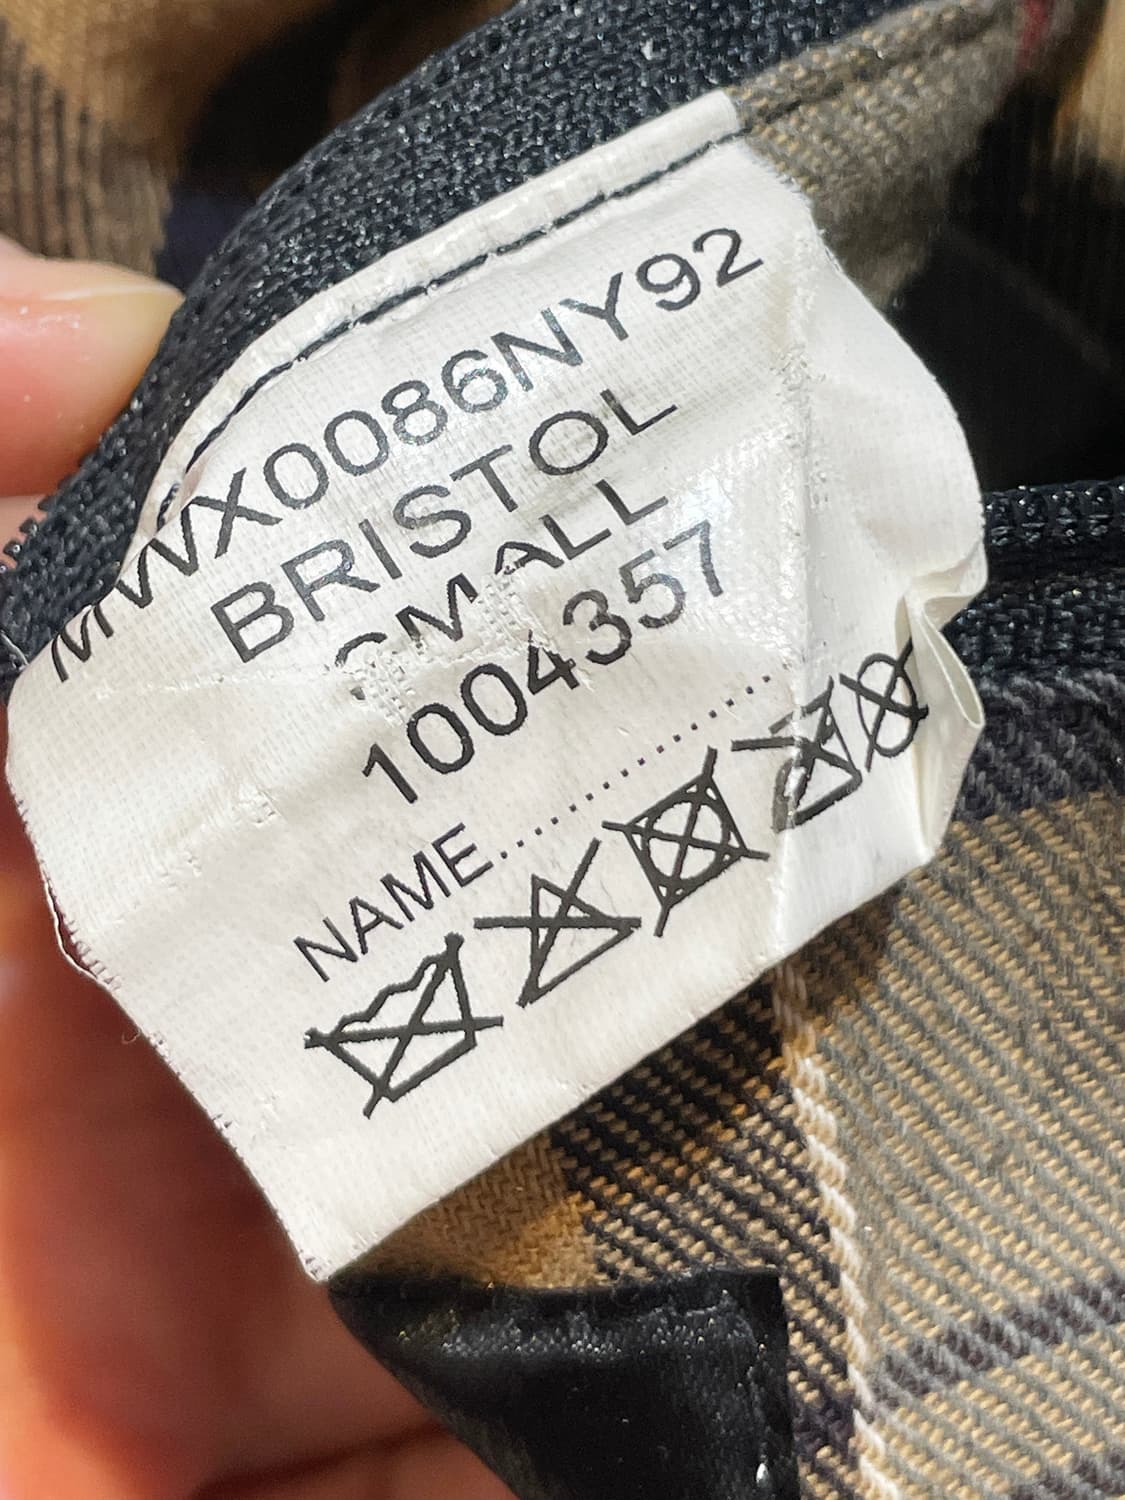 MWX0086NY92
BRISTOL
SMALL
1004357
NAME..............................